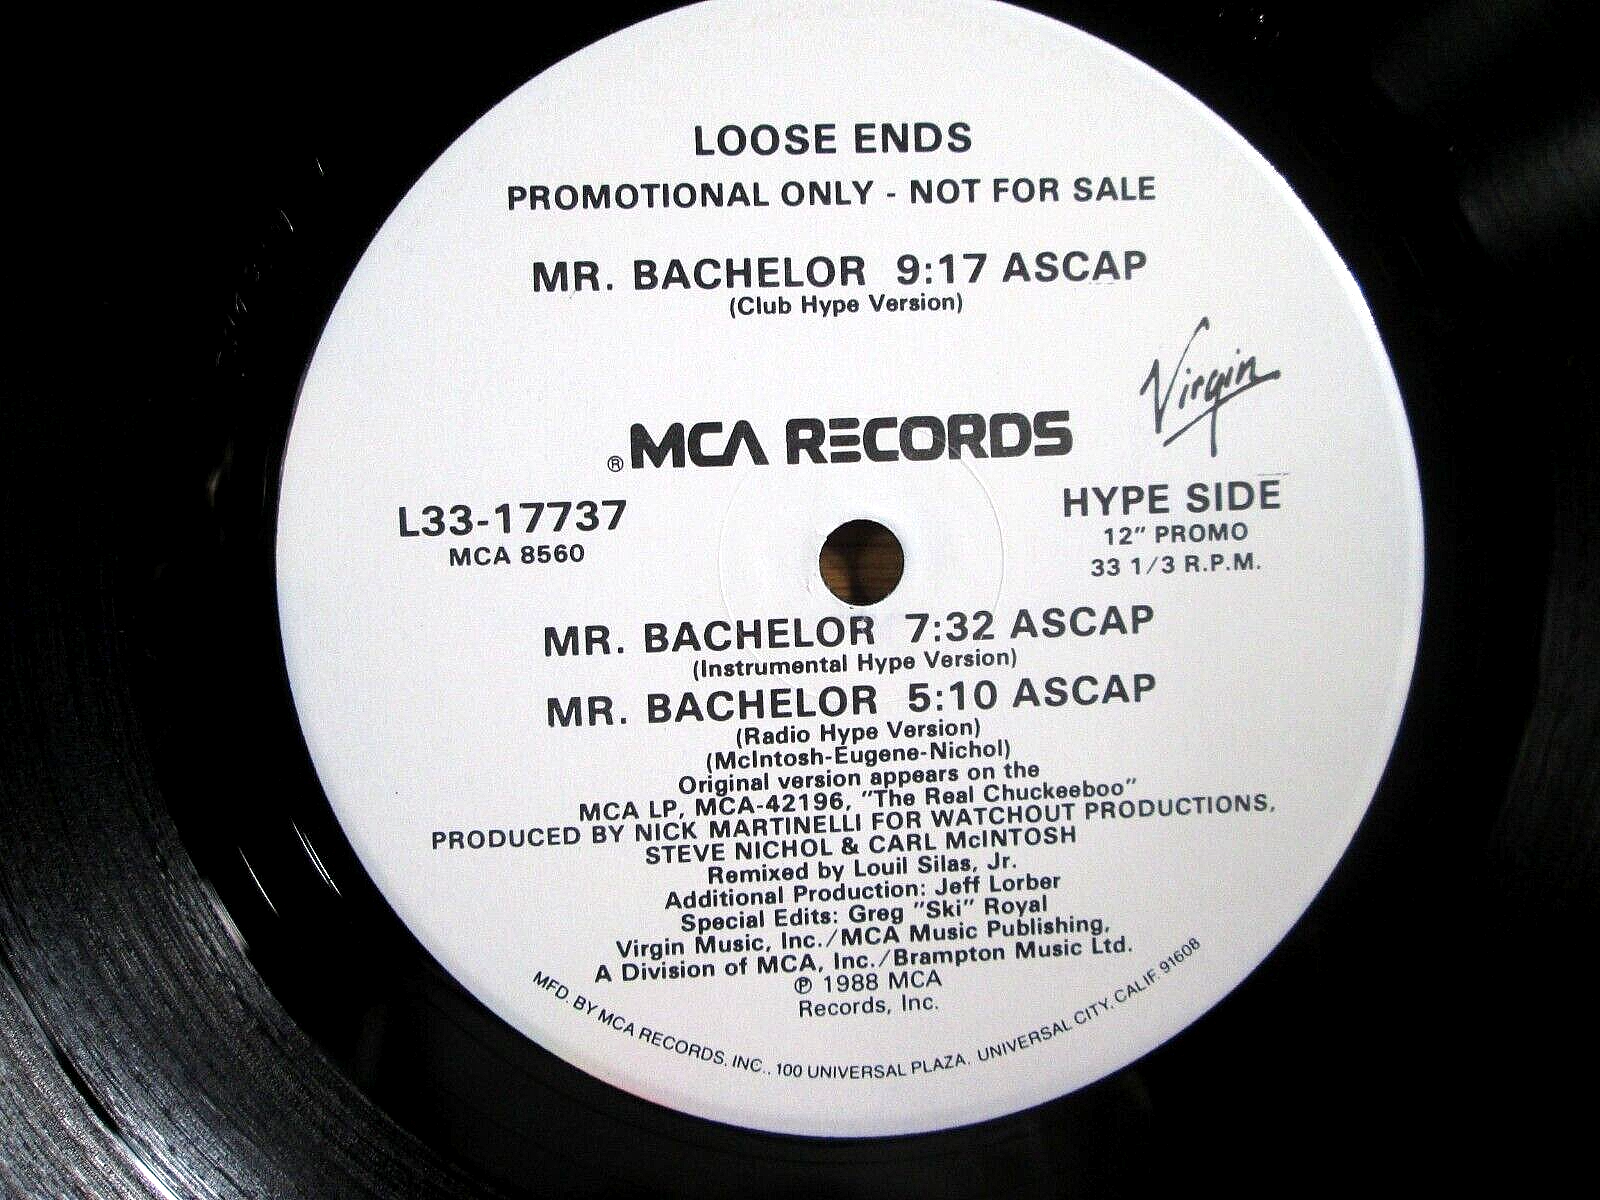 LOOSE ENDS
PROMOTIONAL ONLY - NOT FOR SALE
MR. BACHELOR 9:17 ASCAP
(Club Hype Version)
Virgin
® MCA RECORDS
L33-17737
MCA 8560
HYPE SIDE
12" PROMO
33 1/3 R.P.M.
MR. BACHELOR 7:32 ASCAP
(Instrumental Hype Version)
MR. BACHELOR 5:10 ASCAP
(Radio Hype Version)
(McIntosh-Eugene-Nichol)
Original version appears on the
MCA LP, MCA-42196, "The Real Chuckeeboo"
PRODUCED BY NICK MARTINELLI FOR WATCHOUT PRODUCTIONS,
STEVE NICHOL & CARL McINTOSH
Remixed by Louil Silas, Jr.
Additional Production: Jeff Lorber
Special Edits: Greg "Ski" Royal
Virgin Music, Inc./MCA Music Publishing,
A Division of MCA, Inc./Brampton Music Ltd.
℗ 1988 MCA
Records, Inc.
MFD. BY MCA RECORDS, INC., 100 UNIVERSAL PLAZA, UNIVERSAL CITY, CALIF. 91608